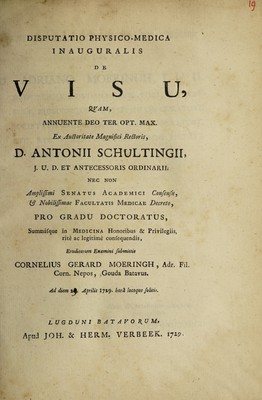 19
DISPUTATIO PHYSICO-MEDICA
INAUGURALIS
DE
VISU,
QUAM,
ANNUENTE DEO TER OPT. MAX.
Ex Auctoritate Magnifici Rectoris,
D. ANTONII SCHULTINGII,
J. U. D. ET ANTECESSORIS ORDINARII.
NEC NON
Amplissimi SENATUS ACADEMICI Consensu,
& Nobilissimae FACULTATIS MEDICAE Decreto,
PRO GRADU DOCTORATUS,
Summisque in MEDICINA Honoribus & Privilegiis,
ritè ac legitimè consequendis,
Eruditorum Examini submittit
CORNELIUS GERARD MOERINGH, Adr. Fil.
Corn. Nepos, Gouda Batavus.
Ad diem Aprilis 1729. horâ locoque solitis.
LUGDUNI BATAVORUM,
Apud JOH. & HERM. VERBEEK. 1729.